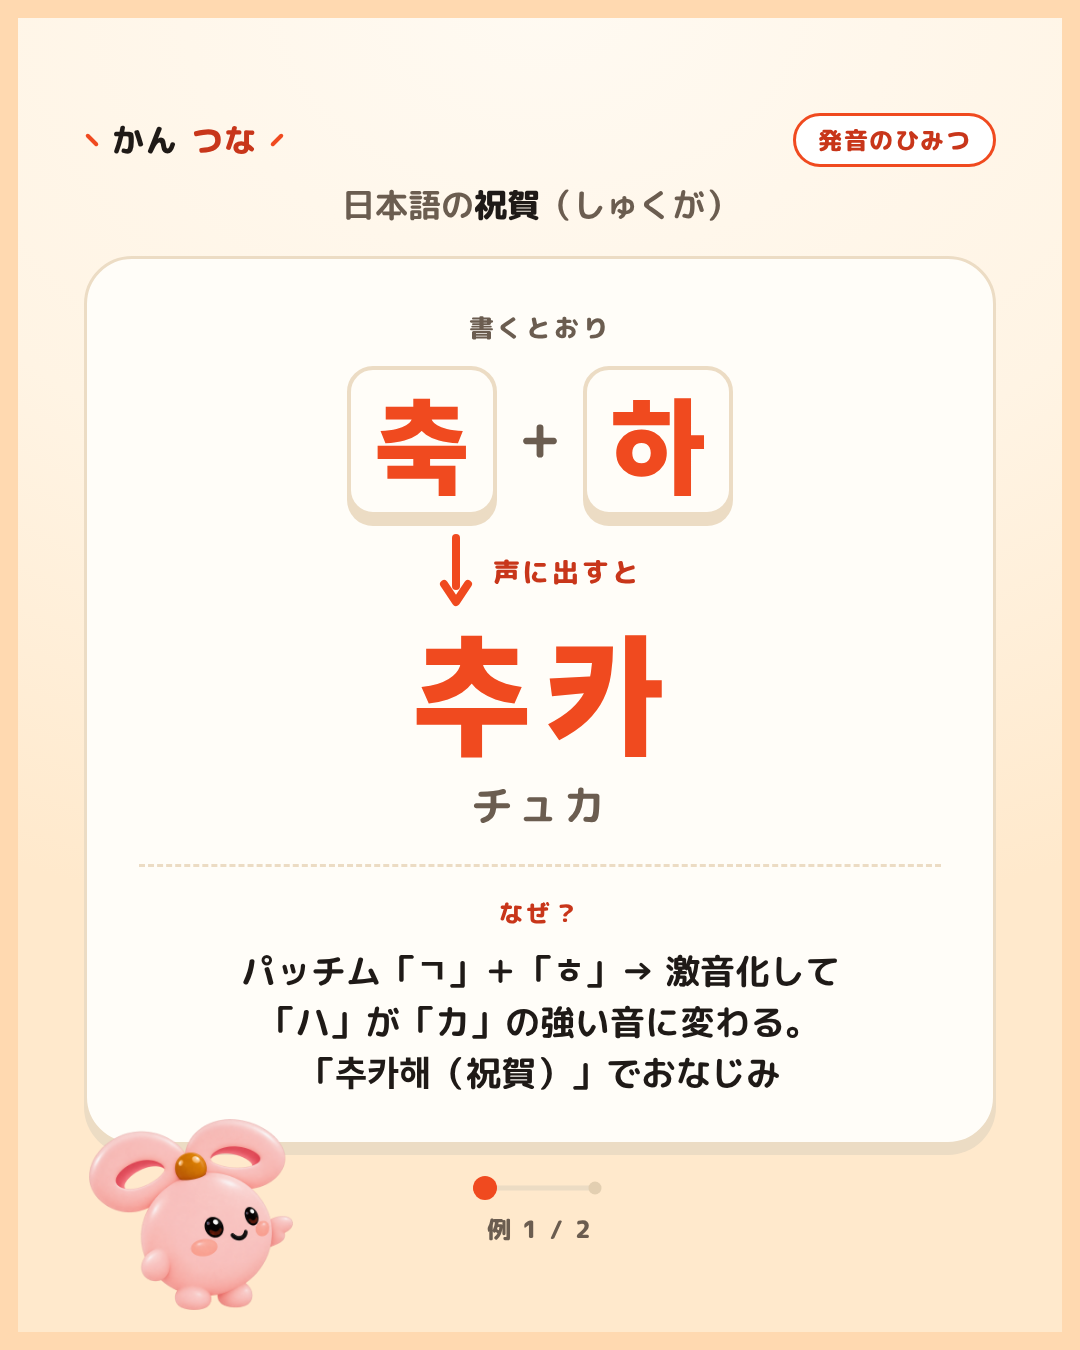 かん つな
発音のひみつ
日本語の祝賀（しゅくが）
書くとおり
축 + 하
声に出すと
추카
チュカ
なぜ？
パッチム「ㄱ」＋「ㅎ」→ 激音化して
「ハ」が「カ」の強い音に変わる。
「추카해（祝賀）」でおなじみ
例 1 / 2